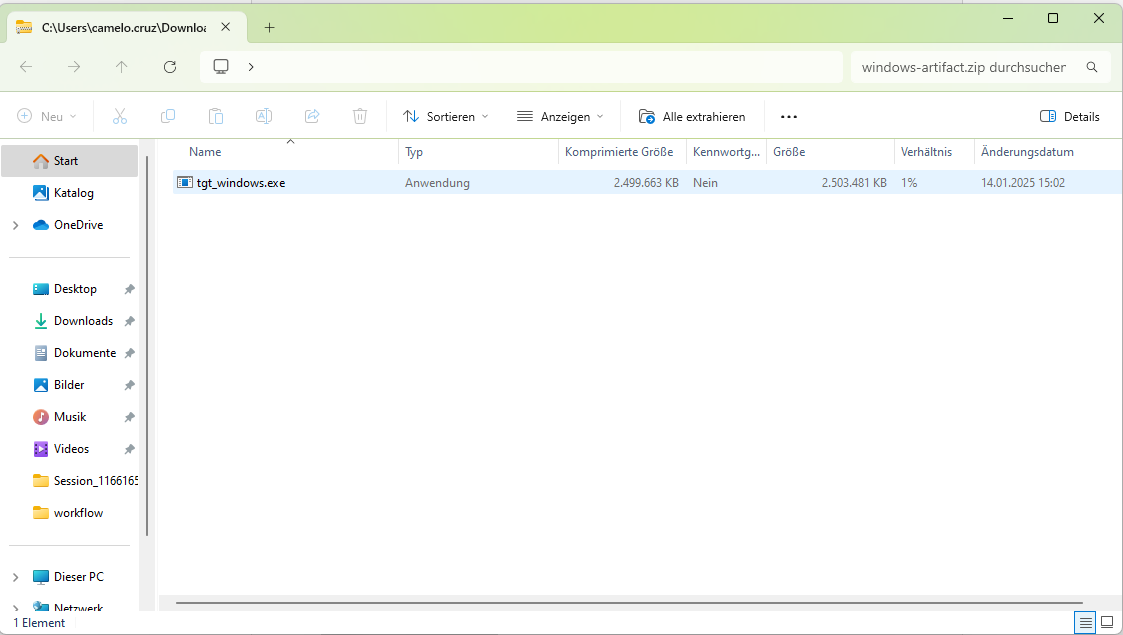 C:\Users\camelo.cruz\Downloa
windows-artifact.zip durchsuchen
Neu
Sortieren
Anzeigen
Alle extrahieren
Details
Name Typ Komprimierte Größe Kennwortg... Größe Verhältnis Änderungsdatum
tgt_windows.exe Anwendung 2.499.663 KB Nein 2.503.481 KB 1% 14.01.2025 15:02
Start
Katalog
OneDrive
Desktop
Downloads
Dokumente
Bilder
Musik
Videos
Session_1166165
workflow
Dieser PC
Netzwerk
1 Element